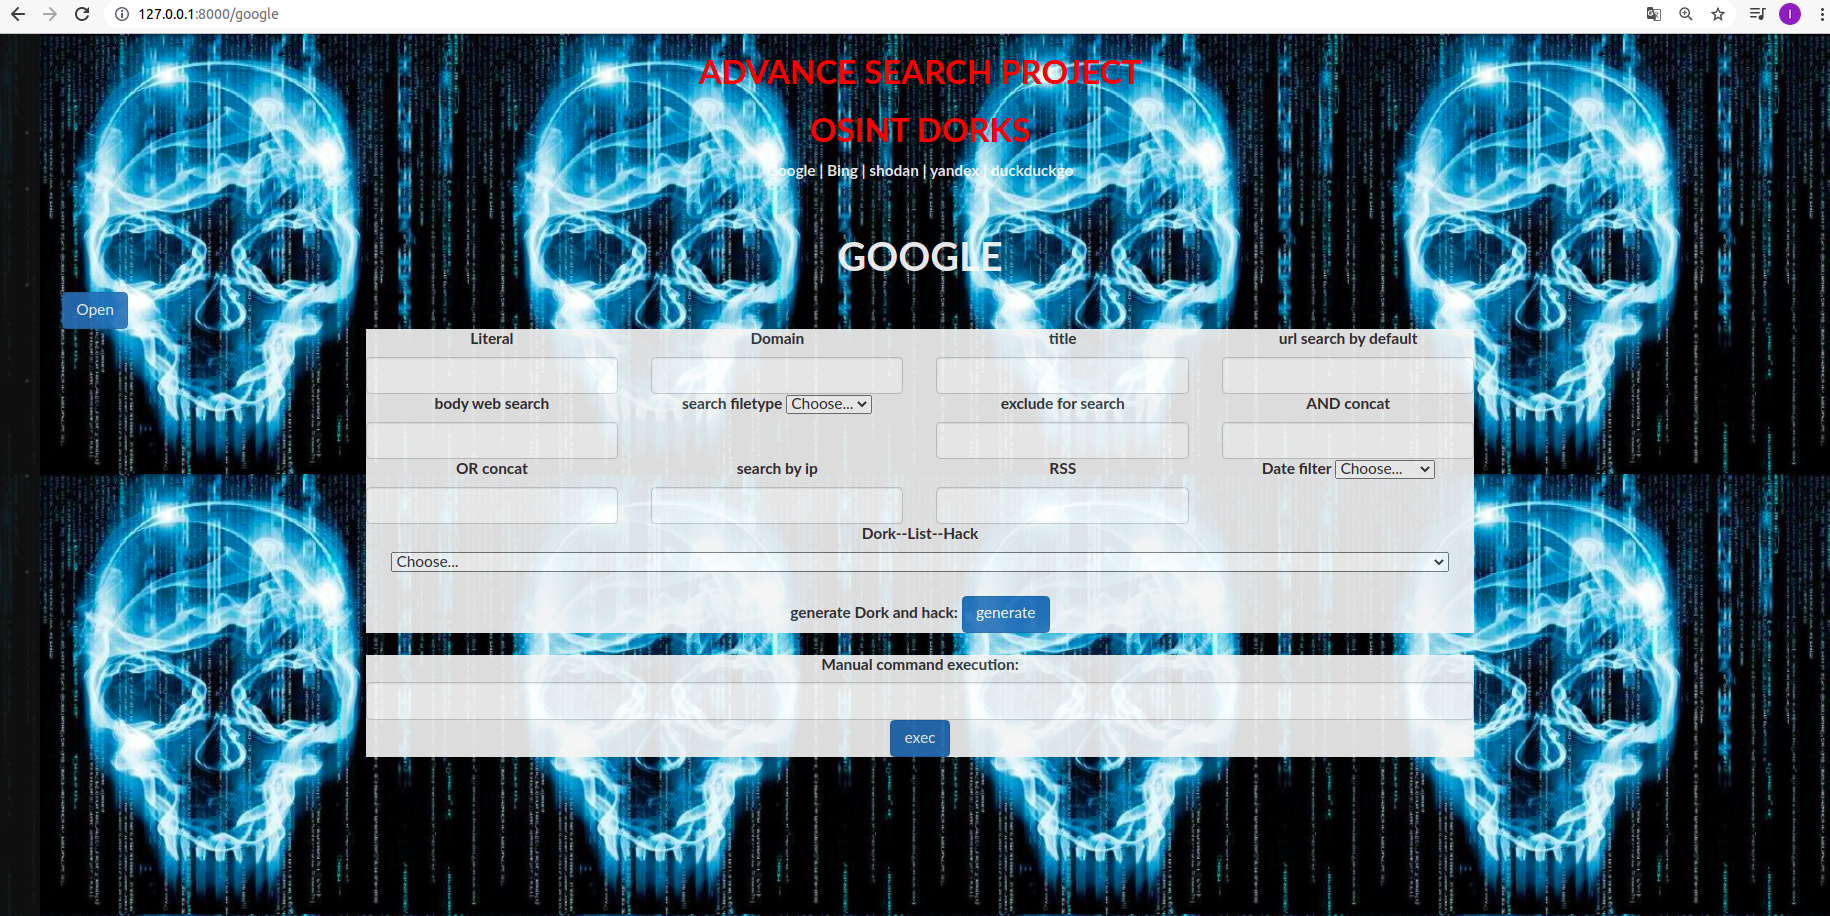 127.0.0.1:8000/google
I
ADVANCE SEARCH PROJECT
OSINT DORKS
Google | Bing | shodan | yandex | duckduckgo
GOOGLE
Open
Literal Domain title url search by default
body web search search filetype Choose... exclude for search AND concat
OR concat search by ip RSS Date filter Choose...
Dork--List--Hack
Choose...
generate Dork and hack: generate
Manual command execution:
exec